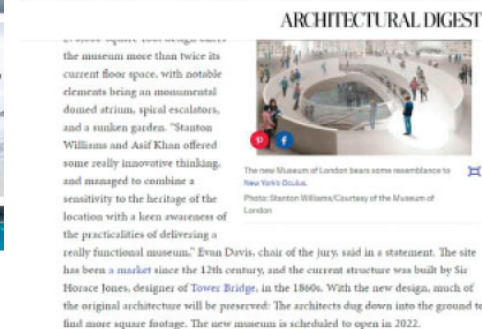 ARCHITECTURAL DIGEST
the museum more than twice its
current floor space, with notable
elements being an monumental
domed atrium, spiral escalators,
and a sunken garden. "Stanton
Williams and Asif Khan offered
some really innovative thinking,
and managed to combine a
sensitivity to the heritage of the
location with a keen awareness of
the practicalities of delivering a
The new Museum of London bears some resemblance to
New York's Oculus.
Photo: Stanton Williams/Courtesy of the Museum of
London
really functional museum," Evan Davis, chair of the jury, said in a statement. The site
has been a market since the 12th century, and the current structure was built by Sir
Horace Jones, designer of Tower Bridge, in the 1860s. With the new design, much of
the original architecture will be preserved: The architects dug down into the ground to
find more square footage. The new museum is scheduled to open in 2022.